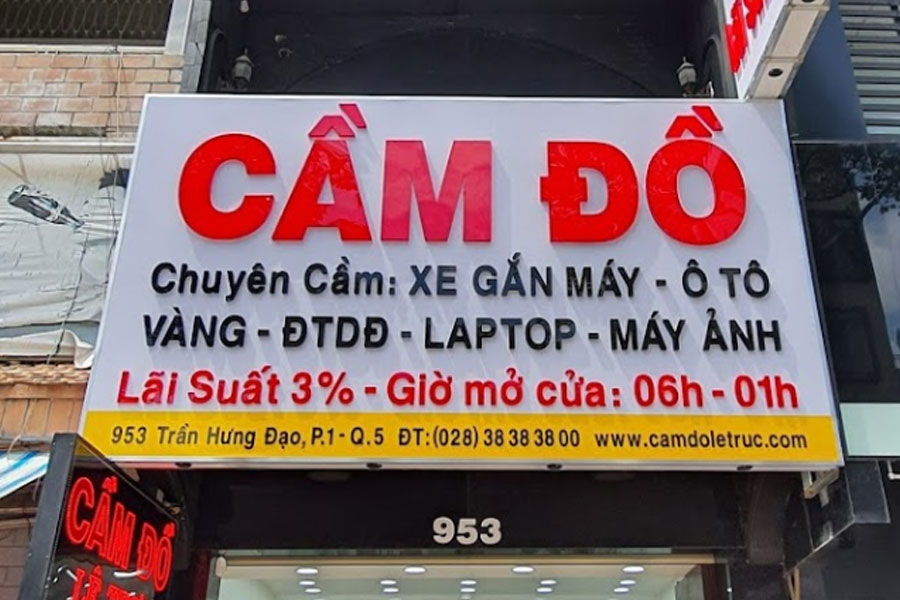 CẦM ĐỒ
Chuyên Cầm: XE GẮN MÁY - Ô TÔ
VÀNG - ĐTDĐ - LAPTOP - MÁY ẢNH
Lãi Suất 3% - Giờ mở cửa: 06h - 01h
953 Trần Hưng Đạo, P.1 - Q.5 ĐT:(028) 38 38 38 00 www.camdoletruc.com
953
CẦM ĐỒ